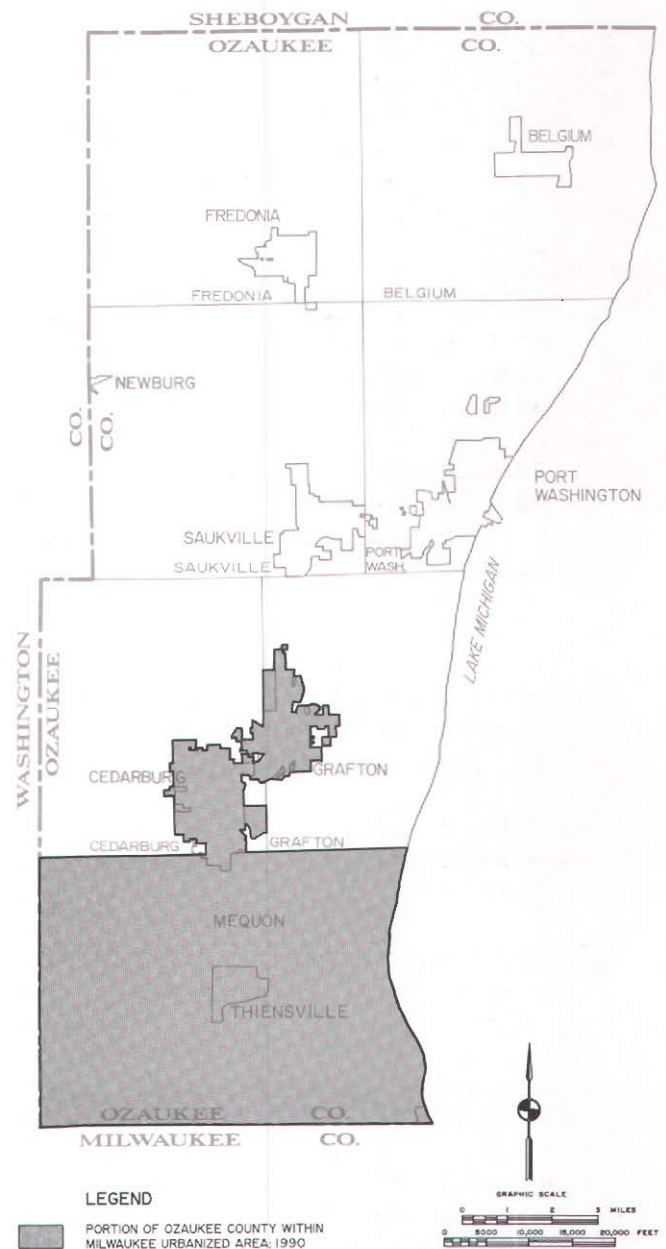 SHEBOYGAN CO.
OZAUKEE CO.
BELGIUM
FREDONIA
FREDONIA BELGIUM
NEWBURG
CO.
CO.
PORT
WASHINGTON
SAUKVILLE
SAUKVILLE
PORT
WASH.
LAKE MICHIGAN
WASHINGTON
OZAUKEE
CEDARBURG GRAFTON
CEDARBURG GRAFTON
MEQUON
THIENSVILLE
OZAUKEE CO.
MILWAUKEE CO.
LEGEND
PORTION OF OZAUKEE COUNTY WITHIN
MILWAUKEE URBANIZED AREA: 1990
GRAPHIC SCALE
0 1 2 3 MILES
0 5000 10,000 15,000 20,000 FEET